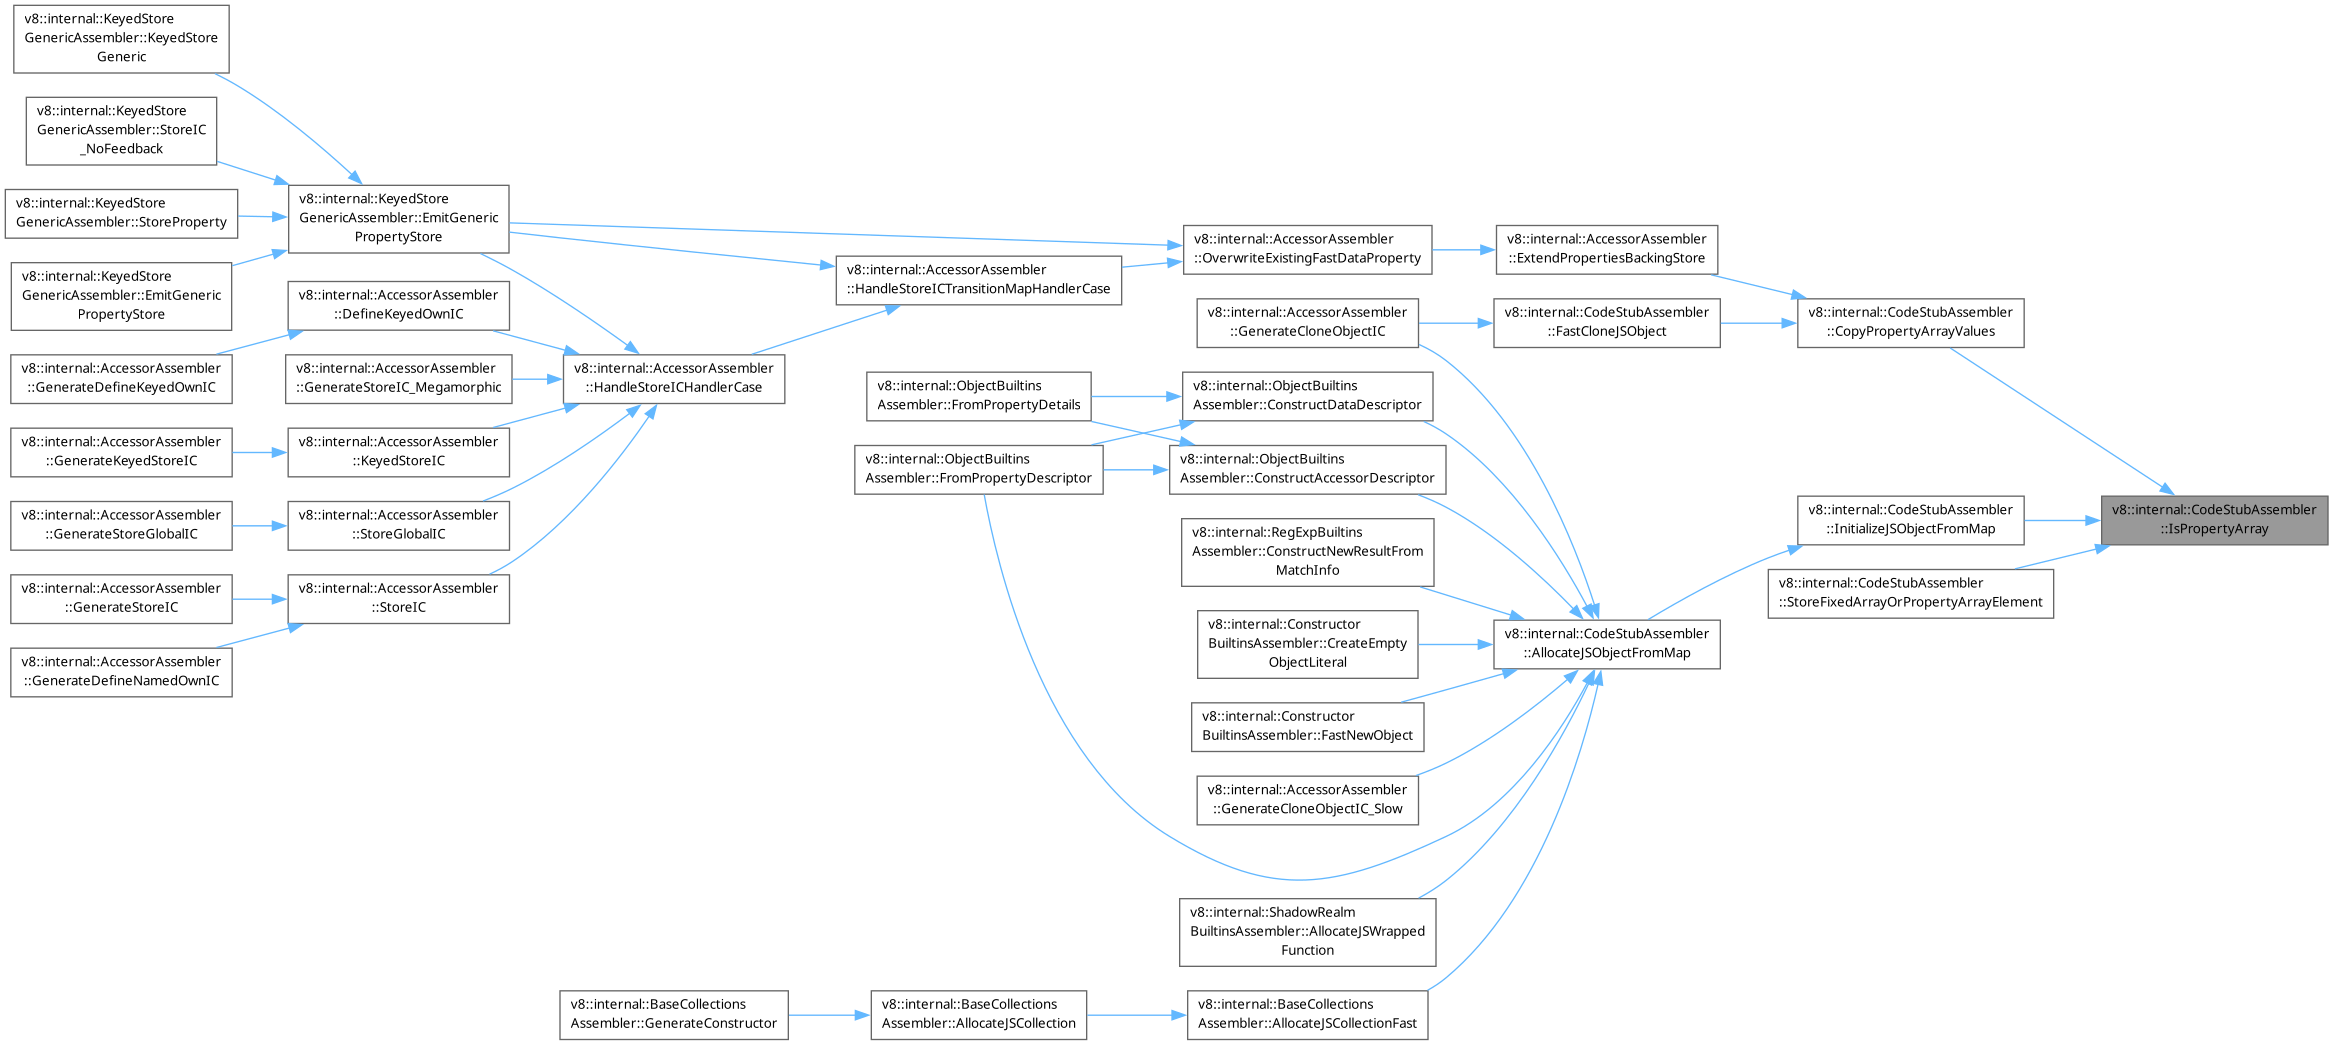 v8::internal::KeyedStore
GenericAssembler::KeyedStore
Generic
v8::internal::KeyedStore
GenericAssembler::StoreIC
_NoFeedback
v8::internal::KeyedStore
GenericAssembler::StoreProperty
v8::internal::KeyedStore
GenericAssembler::EmitGeneric
PropertyStore
v8::internal::AccessorAssembler
::GenerateDefineKeyedOwnIC
v8::internal::AccessorAssembler
::GenerateKeyedStoreIC
v8::internal::AccessorAssembler
::GenerateStoreGlobalIC
v8::internal::AccessorAssembler
::GenerateStoreIC
v8::internal::AccessorAssembler
::GenerateDefineNamedOwnIC
v8::internal::KeyedStore
GenericAssembler::EmitGeneric
PropertyStore
v8::internal::AccessorAssembler
::DefineKeyedOwnIC
v8::internal::AccessorAssembler
::GenerateStoreIC_Megamorphic
v8::internal::AccessorAssembler
::KeyedStoreIC
v8::internal::AccessorAssembler
::StoreGlobalIC
v8::internal::AccessorAssembler
::StoreIC
v8::internal::AccessorAssembler
::HandleStoreICHandlerCase
v8::internal::BaseCollections
Assembler::GenerateConstructor
v8::internal::AccessorAssembler
::HandleStoreICTransitionMapHandlerCase
v8::internal::ObjectBuiltins
Assembler::FromPropertyDetails
v8::internal::ObjectBuiltins
Assembler::FromPropertyDescriptor
v8::internal::BaseCollections
Assembler::AllocateJSCollection
v8::internal::AccessorAssembler
::OverwriteExistingFastDataProperty
v8::internal::AccessorAssembler
::GenerateCloneObjectIC
v8::internal::ObjectBuiltins
Assembler::ConstructDataDescriptor
v8::internal::ObjectBuiltins
Assembler::ConstructAccessorDescriptor
v8::internal::RegExpBuiltins
Assembler::ConstructNewResultFrom
MatchInfo
v8::internal::Constructor
BuiltinsAssembler::CreateEmpty
ObjectLiteral
v8::internal::Constructor
BuiltinsAssembler::FastNewObject
v8::internal::AccessorAssembler
::GenerateCloneObjectIC_Slow
v8::internal::ShadowRealm
BuiltinsAssembler::AllocateJSWrapped
Function
v8::internal::BaseCollections
Assembler::AllocateJSCollectionFast
v8::internal::AccessorAssembler
::ExtendPropertiesBackingStore
v8::internal::CodeStubAssembler
::FastCloneJSObject
v8::internal::CodeStubAssembler
::AllocateJSObjectFromMap
v8::internal::CodeStubAssembler
::CopyPropertyArrayValues
v8::internal::CodeStubAssembler
::InitializeJSObjectFromMap
v8::internal::CodeStubAssembler
::StoreFixedArrayOrPropertyArrayElement
v8::internal::CodeStubAssembler
::IsPropertyArray